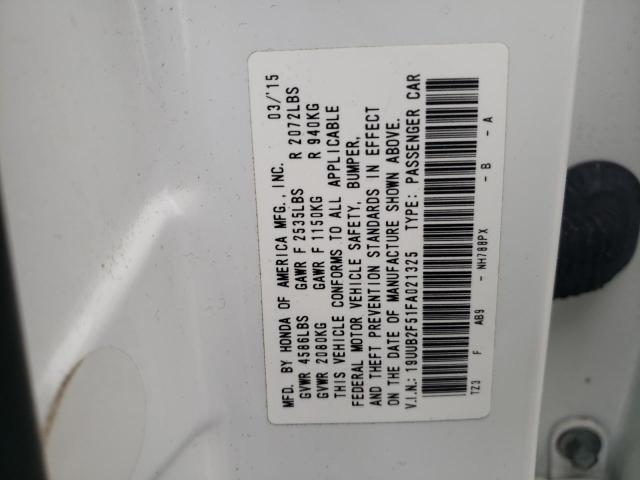 MFD. BY HONDA OF AMERICA MFG., INC. 03/'15
GVWR 4586LBS GAWR F 2535LBS R 2072LBS
GVWR 2080KG GAWR F 1150KG R 940KG
THIS VEHICLE CONFORMS TO ALL APPLICABLE
FEDERAL MOTOR VEHICLE SAFETY, BUMPER,
AND THEFT PREVENTION STANDARDS IN EFFECT
ON THE DATE OF MANUFACTURE SHOWN ABOVE.
V.I.N.: 19UUB2F51FA021325 TYPE: PASSENGER CAR
TZ3 F AB9 - NH788PX - B - A